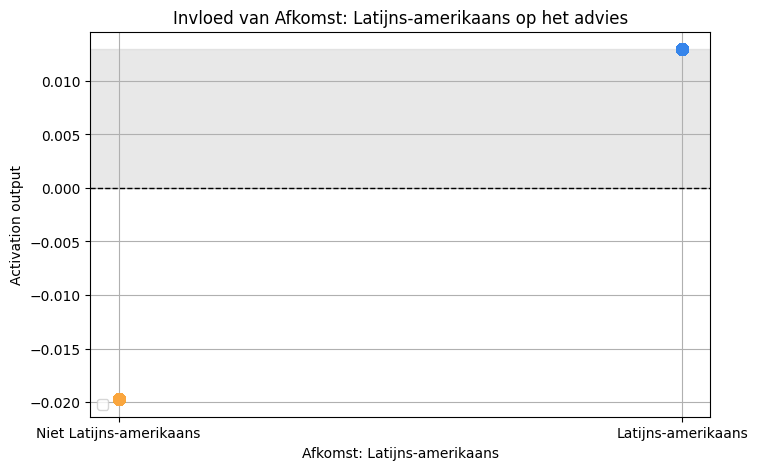 Invloed van Afkomst: Latijns-amerikaans op het advies
Activation output
0.010
0.005
0.000
−0.005
−0.010
−0.015
−0.020
Niet Latijns-amerikaans
Latijns-amerikaans
Afkomst: Latijns-amerikaans